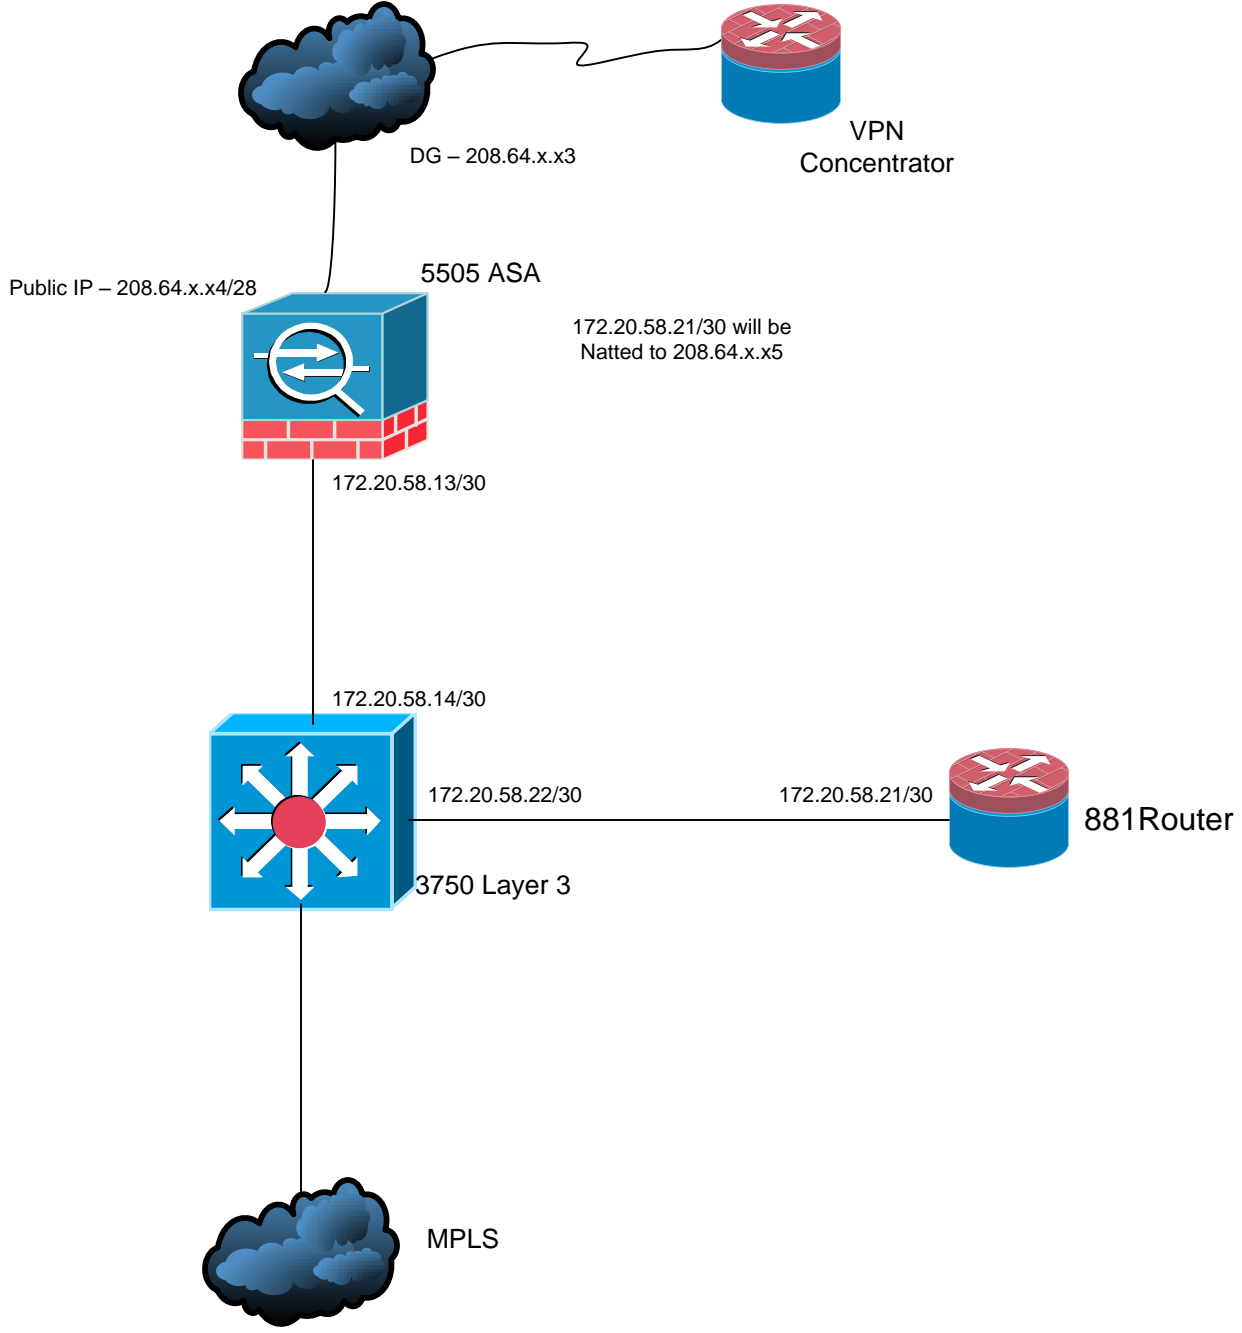 VPN
Concentrator
DG – 208.64.x.x3
5505 ASA
Public IP – 208.64.x.x4/28
172.20.58.21/30 will be
Natted to 208.64.x.x5
172.20.58.13/30
172.20.58.14/30
172.20.58.22/30
172.20.58.21/30
881Router
3750 Layer 3
MPLS